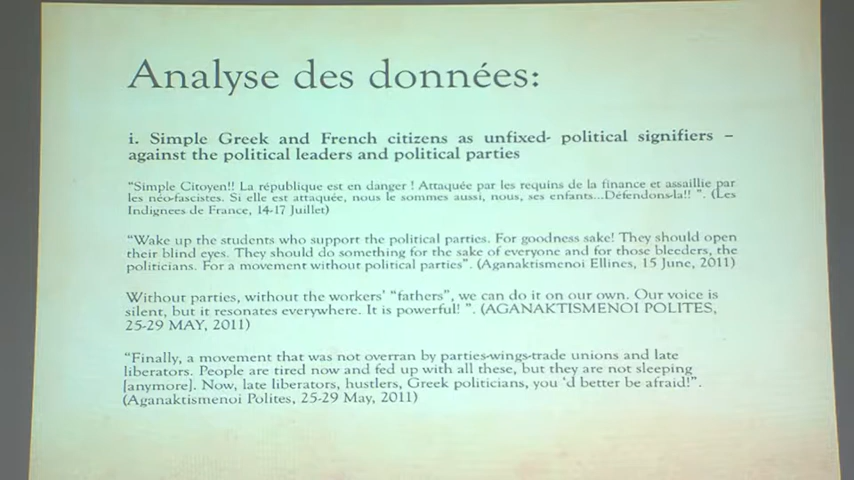 Analyse des données:
i. Simple Greek and French citizens as unfixed- political signifiers –
against the political leaders and political parties
“Simple Citoyen!! La république est en danger ! Attaquée par les requins de la finance et assaillie par
les néo-fascistes. Si elle est attaquée, nous le sommes aussi, nous, ses enfants...Défendons-la!! ”. (Les
Indignees de France, 14-17 Juillet)
“Wake up the students who support the political parties. For goodness sake! They should open
their blind eyes. They should do something for the sake of everyone and for those bleeders, the
politicians. For a movement without political parties”. (Aganaktismenoi Ellines, 15 June, 2011)
Without parties, without the workers’ “fathers”, we can do it on our own. Our voice is
silent, but it resonates everywhere. It is powerful! ”. (AGANAKTISMENOI POLITES,
25-29 MAY, 2011)
“Finally, a movement that was not overran by parties-wings-trade unions and late
liberators. People are tired now and fed up with all these, but they are not sleeping
[anymore]. Now, late liberators, hustlers, Greek politicians, you ‘d better be afraid!”.
(Aganaktismenoi Polites, 25-29 May, 2011)